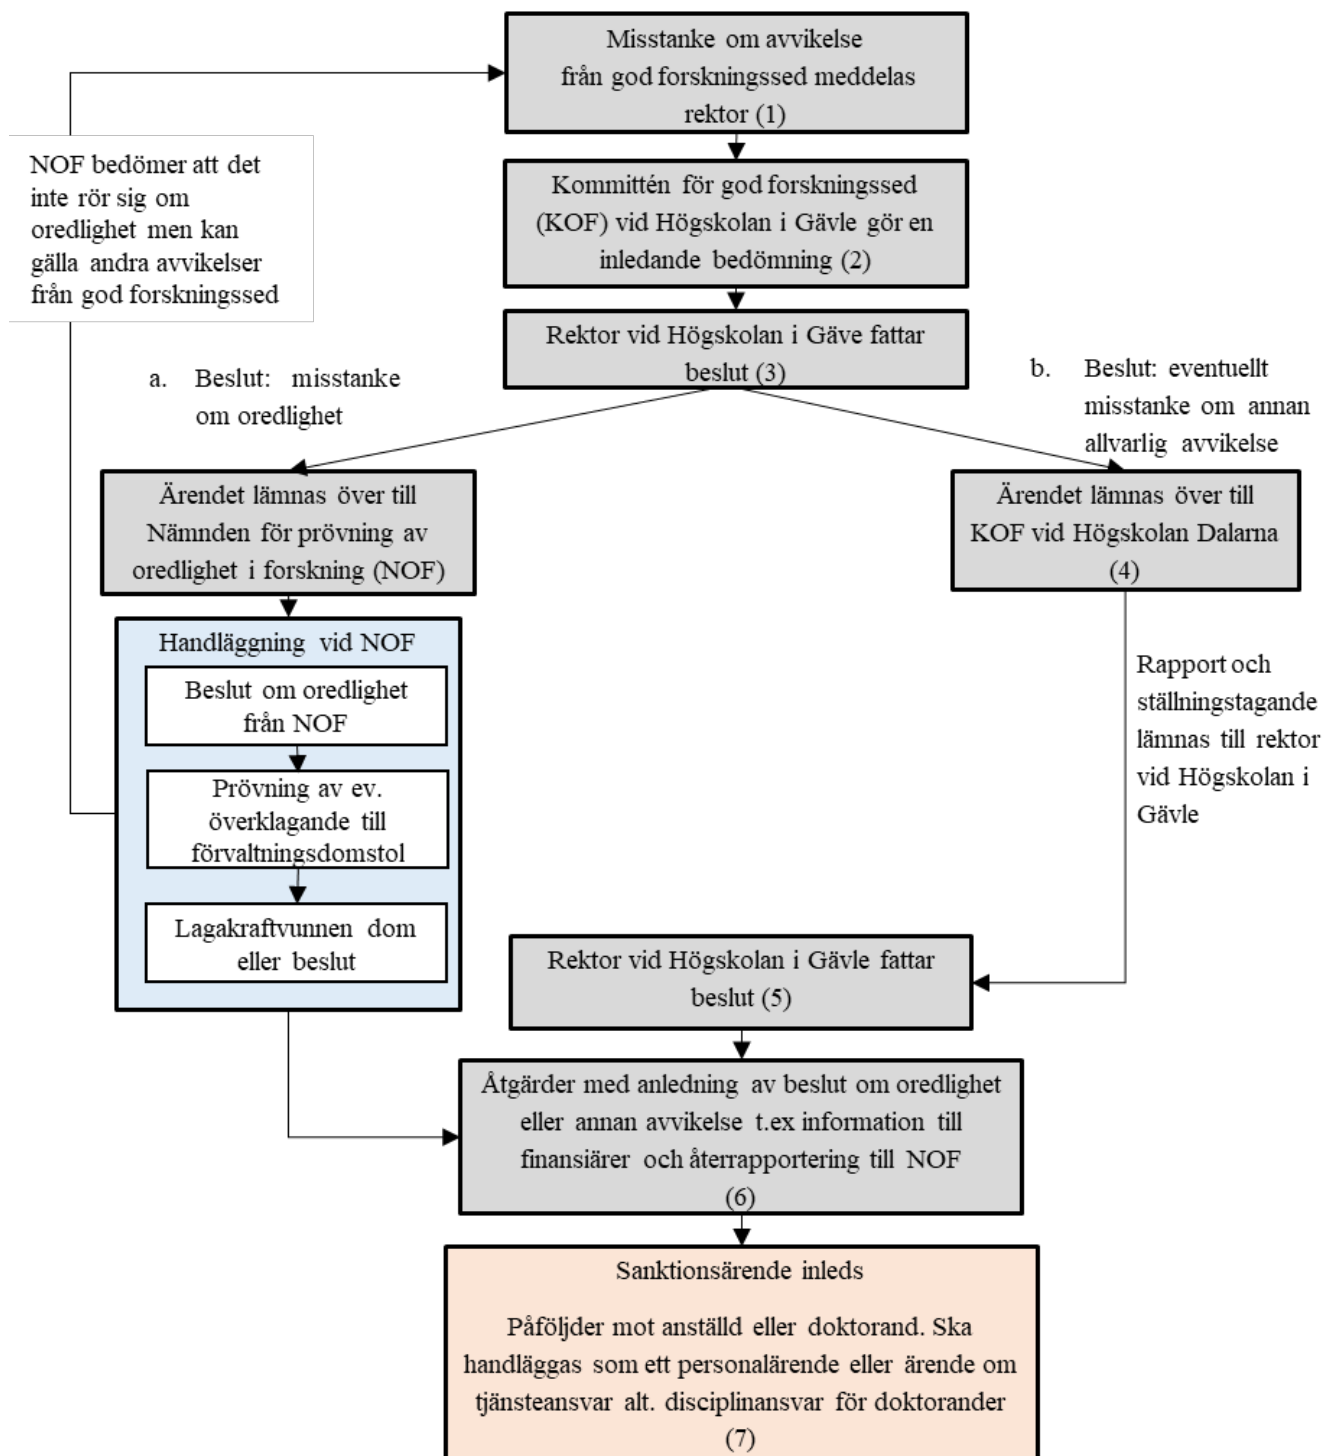 Misstanke om avvikelse
från god forskningssed meddelas
rektor (1)
NOF bedömer att det
inte rör sig om
oredlighet men kan
gälla andra avvikelser
från god forskningssed
Kommittén för god forskningssed
(KOF) vid Högskolan i Gävle gör en
inledande bedömning (2)
Rektor vid Högskolan i Gäve fattar
beslut (3)
a. Beslut: misstanke
om oredlighet
b. Beslut: eventuellt
misstanke om annan
allvarlig avvikelse
Ärendet lämnas över till
Nämnden för prövning av
oredlighet i forskning (NOF)
Ärendet lämnas över till
KOF vid Högskolan Dalarna
(4)
Handläggning vid NOF
Beslut om oredlighet
från NOF
Prövning av ev.
överklagande till
förvaltningsdomstol
Lagakraftvunnen dom
eller beslut
Rapport och
ställningstagande
lämnas till rektor
vid Högskolan i
Gävle
Rektor vid Högskolan i Gävle fattar
beslut (5)
Åtgärder med anledning av beslut om oredlighet
eller annan avvikelse t.ex information till
finansiärer och återrapportering till NOF
(6)
Sanktionsärende inleds
Påföljder mot anställd eller doktorand. Ska
handläggas som ett personalärende eller ärende om
tjänsteansvar alt. disciplinansvar för doktorander
(7)